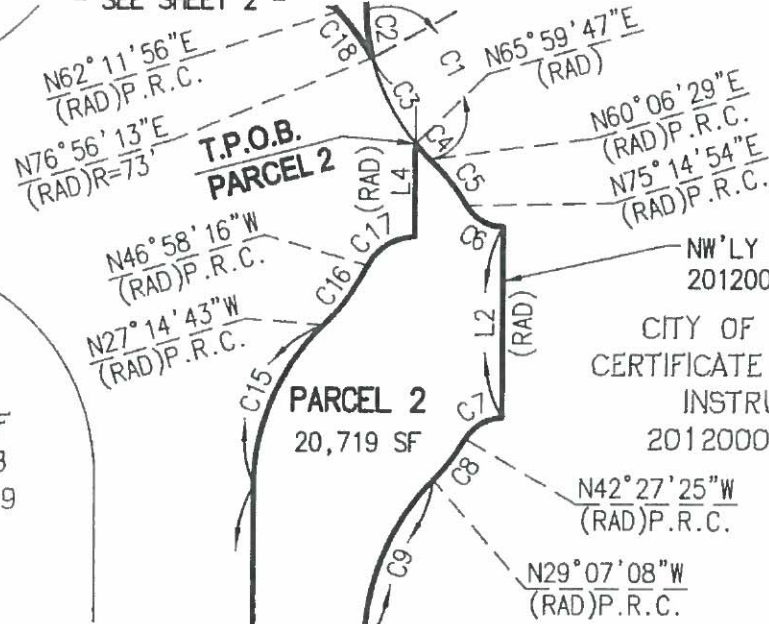 - SEE SHEET 2 -
N62°11'56"E
(RAD)P.R.C.
N76°56'13"E
(RAD)R=73'
C18
C2
C1
C3
N65°59'47"E
(RAD)
C4
N60°06'29"E
(RAD)P.R.C.
C5
N75°14'54"E
(RAD)P.R.C.
C6
T.P.O.B.
PARCEL 2
L4
(RAD)
C17
N46°58'16"W
(RAD)P.R.C.
C16
N27°14'43"W
(RAD)P.R.C.
C15
PARCEL 2
20,719 SF
L2
(RAD)
NW'LY
201200
CITY OF
CERTIFICATE
INSTRU
2012000
C7
C8
N42°27'25"W
(RAD)P.R.C.
C9
N29°07'08"W
(RAD)P.R.C.
9